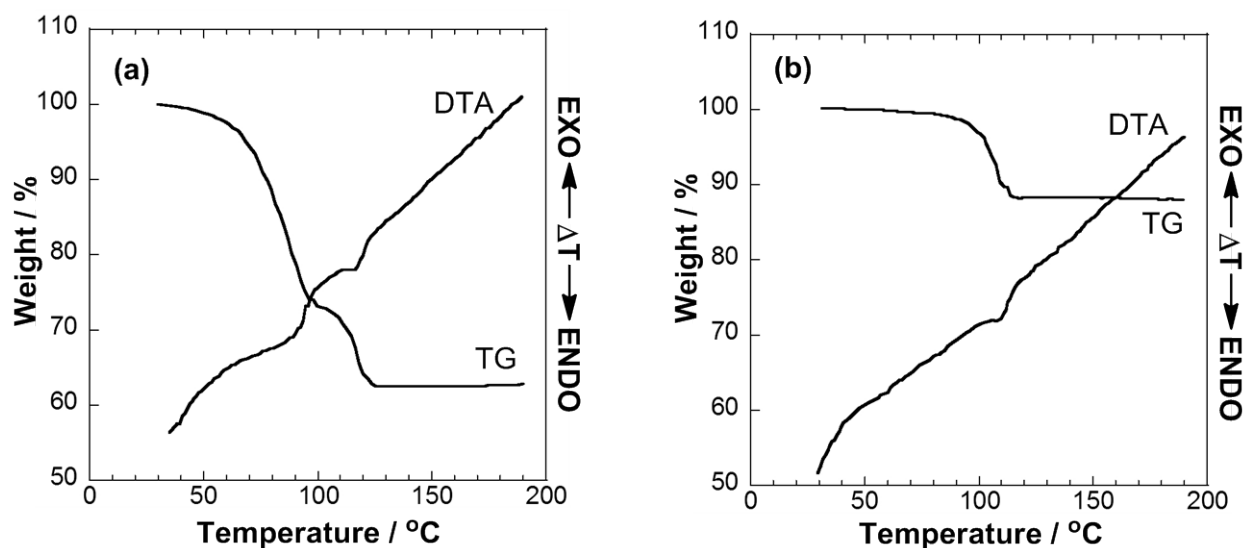 (a)
DTA
TG
110
100
90
80
70
60
50
0
50
100
150
200
Weight / %
Temperature / °C
EXO ΔT ENDO
(b)
DTA
TG
110
100
90
80
70
60
50
0
50
100
150
200
Weight / %
Temperature / °C
EXO ΔT ENDO